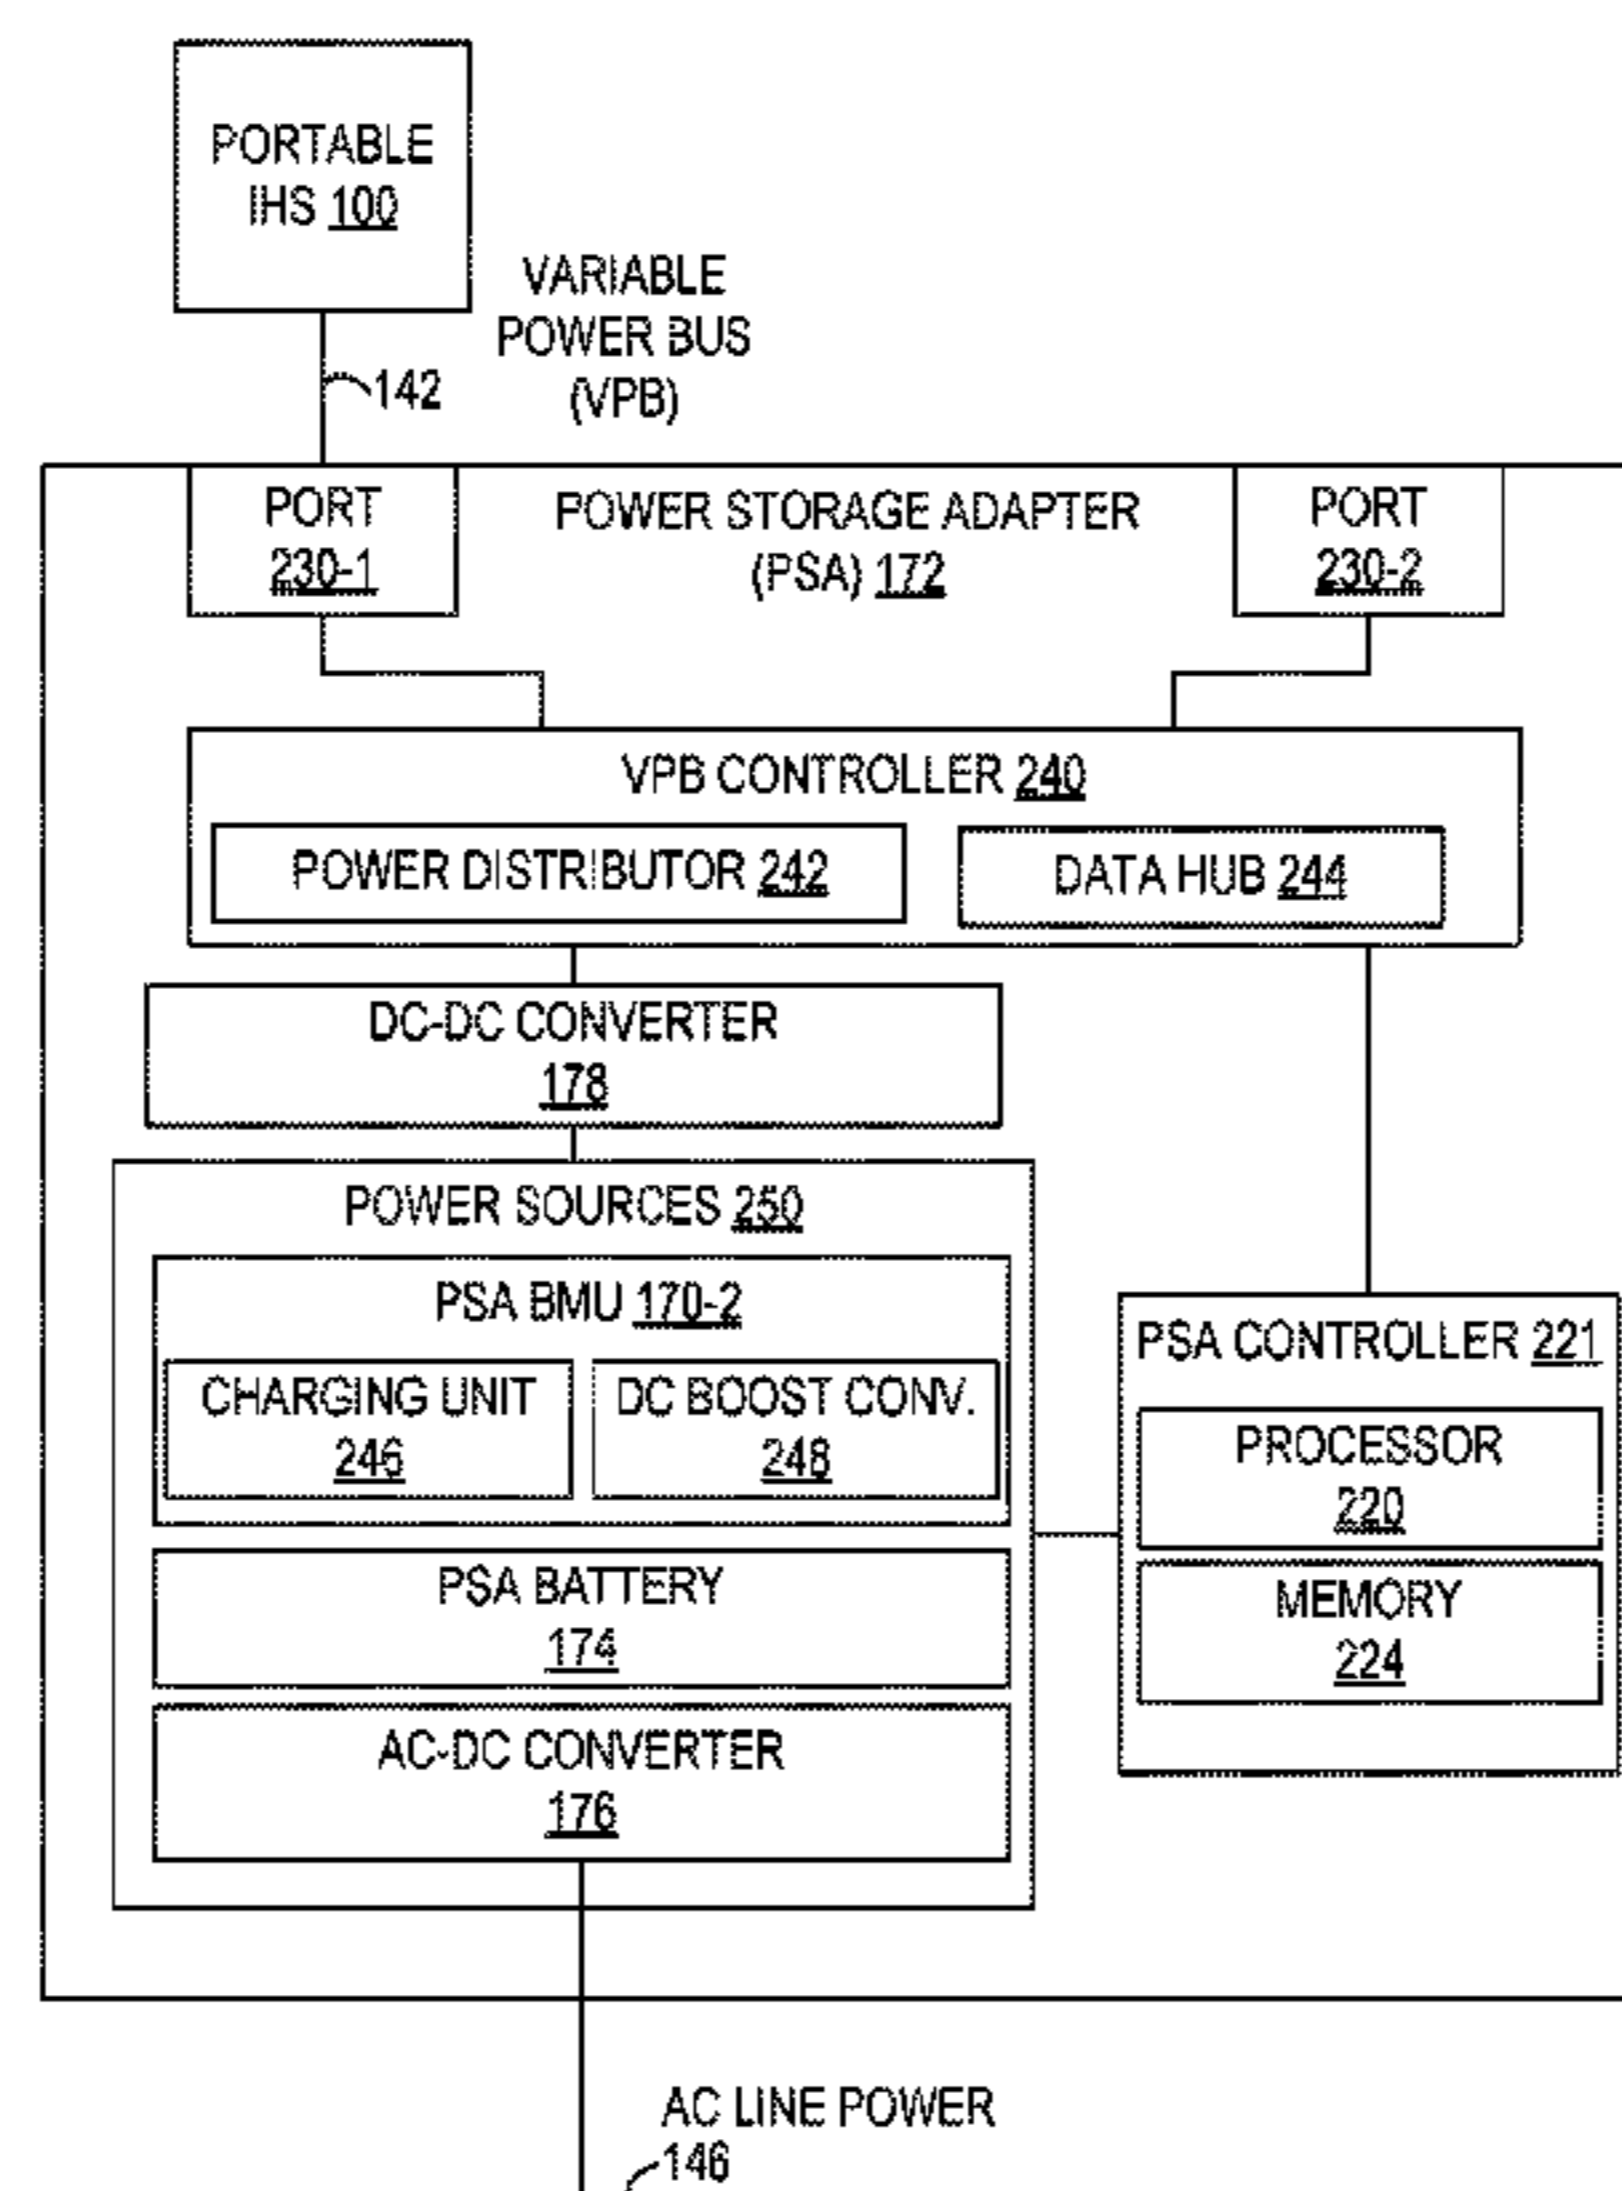 PORTABLE
IHS 100
VARIABLE
POWER BUS
(VPB)
142
PORT
230-1
POWER STORAGE ADAPTER
(PSA) 172
PORT
230-2
VPB CONTROLLER 240
POWER DISTRIBUTOR 242
DATA HUB 244
DC-DC CONVERTER
178
POWER SOURCES 250
PSA BMU 170-2
CHARGING UNIT
246
DC BOOST CONV.
248
PSA BATTERY
174
AC-DC CONVERTER
176
PSA CONTROLLER 221
PROCESSOR
220
MEMORY
224
AC LINE POWER
146